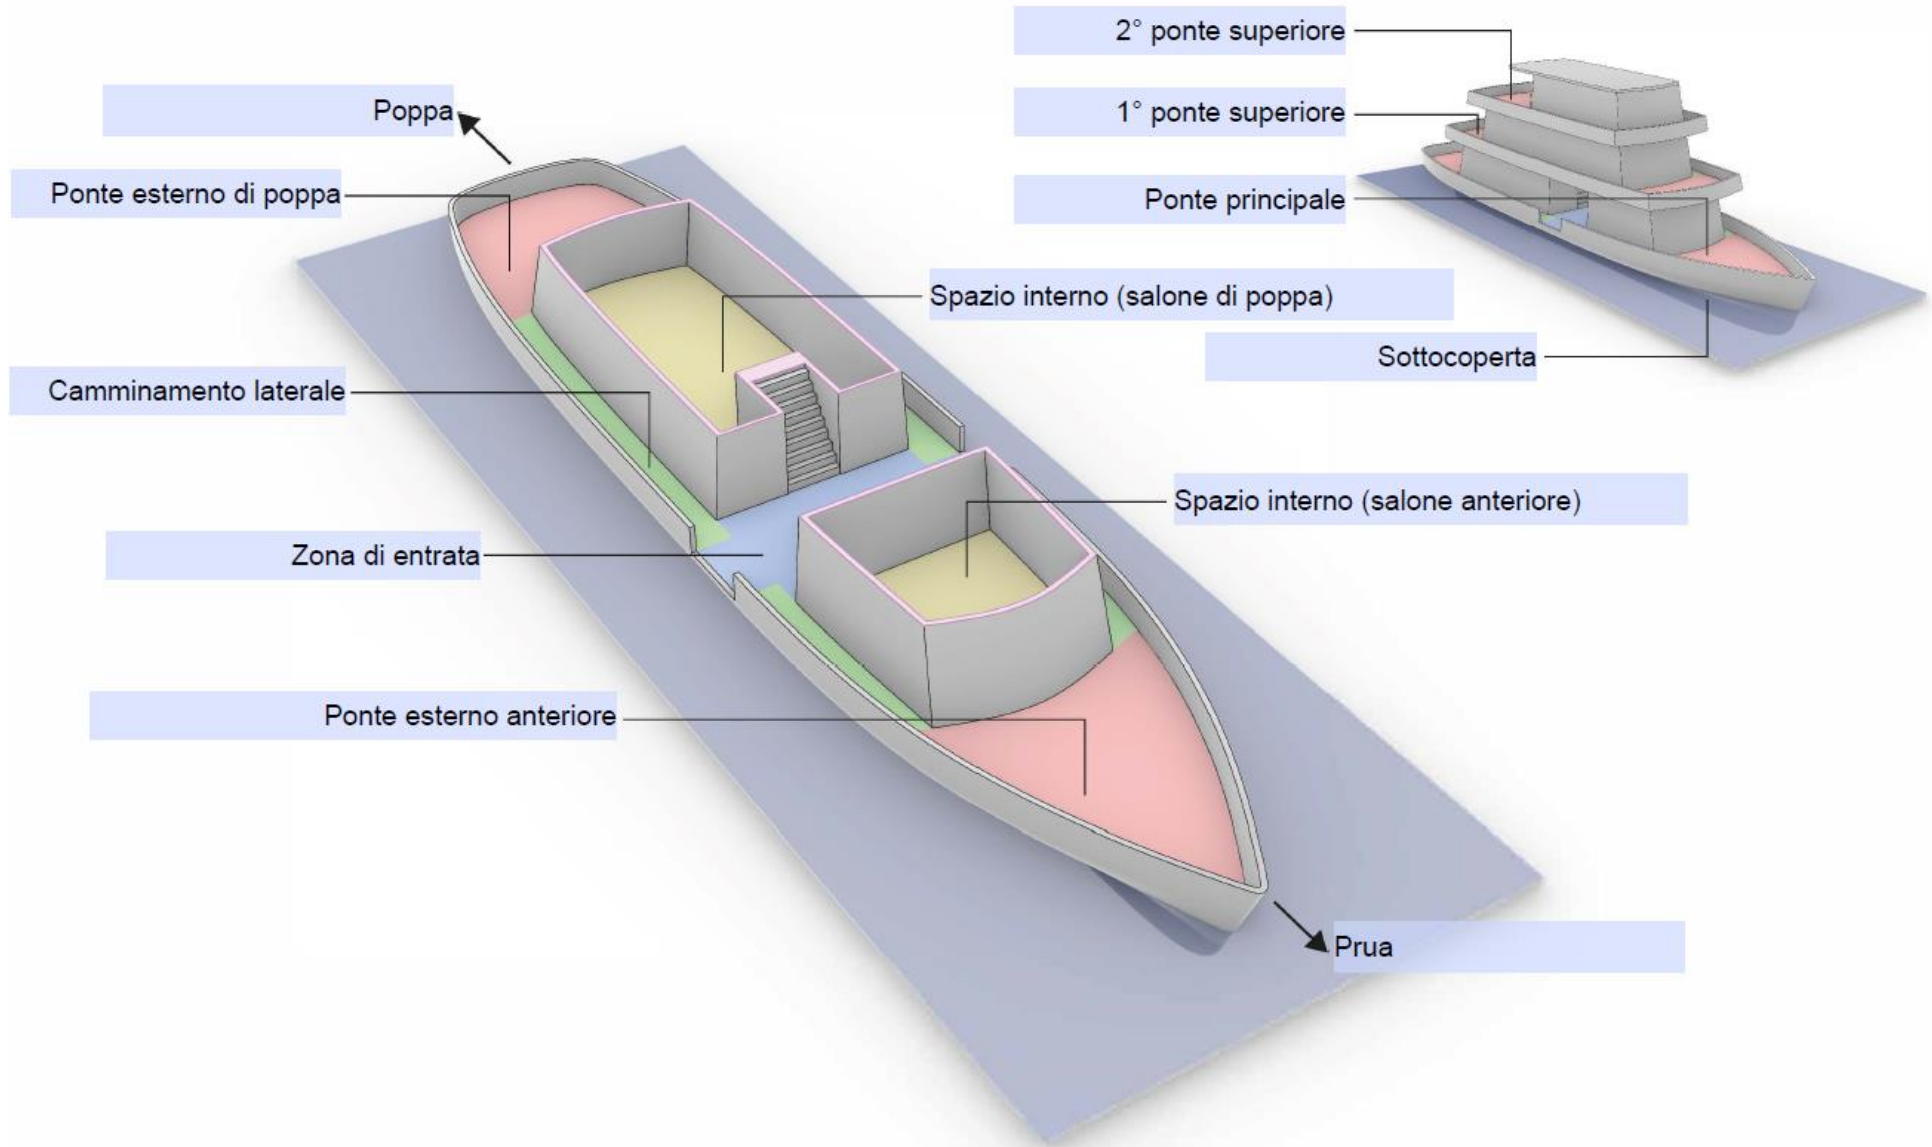 2° ponte superiore
Poppa
1° ponte superiore
Ponte esterno di poppa
Ponte principale
Spazio interno (salone di poppa)
Sottocoperta
Camminamento laterale
Spazio interno (salone anteriore)
Zona di entrata
Ponte esterno anteriore
Prua